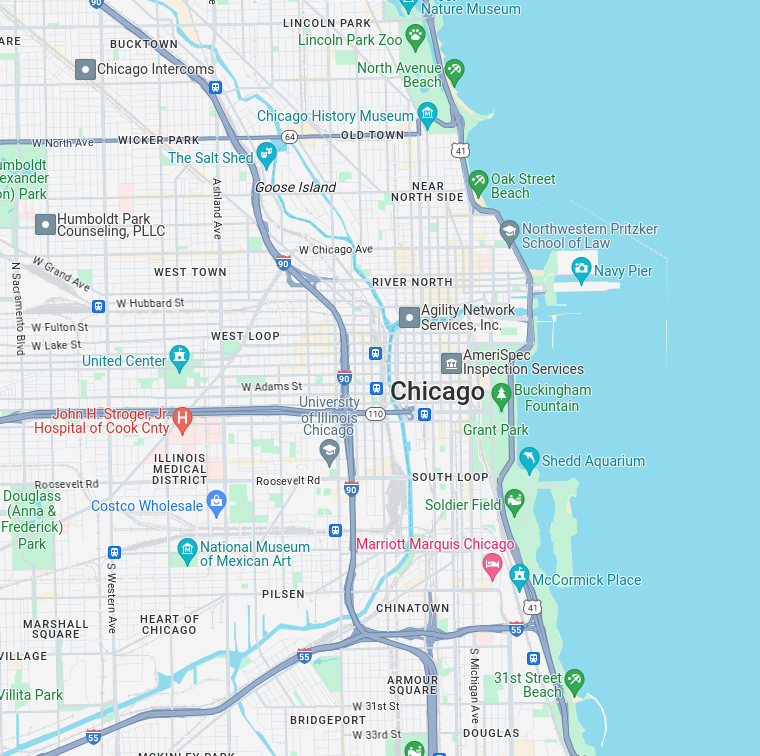 90
Nature Museum
LINCOLN PARK
Lincoln Park Zoo
BUCKTOWN
Chicago Intercoms
North Avenue
Beach
Chicago History Museum
64
OLD TOWN
W North Ave
WICKER PARK
41
The Salt Shed
umboldt
exander
on) Park
Goose Island
Oak Street
Beach
NEAR
NORTH SIDE
Ashland Ave
Humboldt Park
Counseling, PLLC
Northwestern Pritzker
School of Law
W Chicago Ave
W Grand Ave
WEST TOWN
90
Navy Pier
RIVER NORTH
N Sacramento Blvd
W Hubbard St
Agility Network
Services, Inc.
W Fulton St
W Lake St
WEST LOOP
United Center
AmeriSpec
Inspection Services
90
W Adams St
Chicago
Buckingham
Fountain
University
of Illinois
Chicago
110
John H. Stroger, Jr.
Hospital of Cook Cnty
H
Grant Park
ILLINOIS
MEDICAL
DISTRICT
Shedd Aquarium
Roosevelt Rd
Roosevelt Rd
SOUTH LOOP
90
Douglass
(Anna &
Frederick)
Park
Costco Wholesale
Soldier Field
National Museum
of Mexican Art
Marriott Marquis Chicago
McCormick Place
S Western Ave
PILSEN
CHINATOWN
41
MARSHALL
SQUARE
HEART OF
CHICAGO
55
VILLAGE
55
S Michigan Ave
31st Street
Beach
Villita Park
ARMOUR
SQUARE
W 31st St
BRIDGEPORT
W 33rd St
DOUGLAS
55